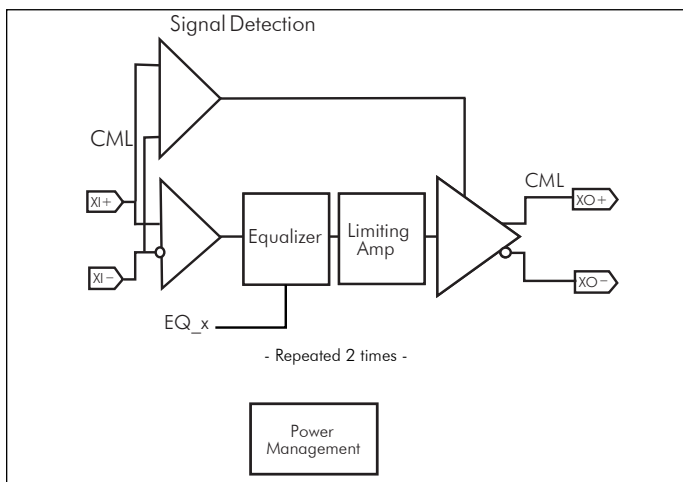 Signal Detection
CML
XI+
XI-
Equalizer
Limiting
Amp
CML
XO+
XO-
EQ_x
- Repeated 2 times -
Power
Management